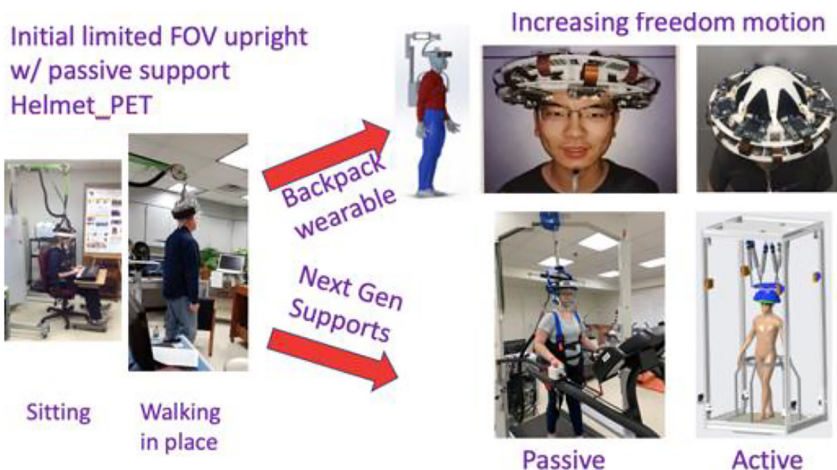 Initial limited FOV upright
w/ passive support
Helmet_PET
Increasing freedom motion
Backpack
wearable
Next Gen
Supports
Sitting
Walking
in place
Passive
Active